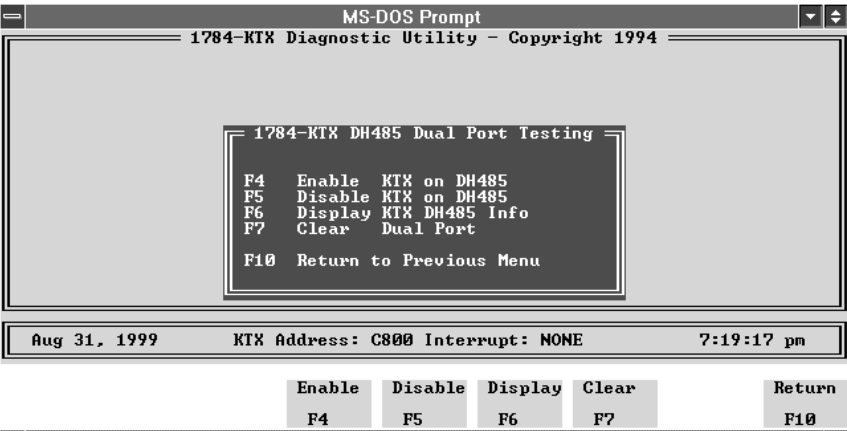 MS-DOS Prompt
1784-KTX Diagnostic Utility - Copyright 1994
1784-KTX DH485 Dual Port Testing
F4 Enable KTX on DH485
F5 Disable KTX on DH485
F6 Display KTX DH485 Info
F7 Clear Dual Port
F10 Return to Previous Menu
Aug 31, 1999 KTX Address: C800 Interrupt: NONE 7:19:17 pm
Enable Disable Display Clear Return
F4 F5 F6 F7 F10